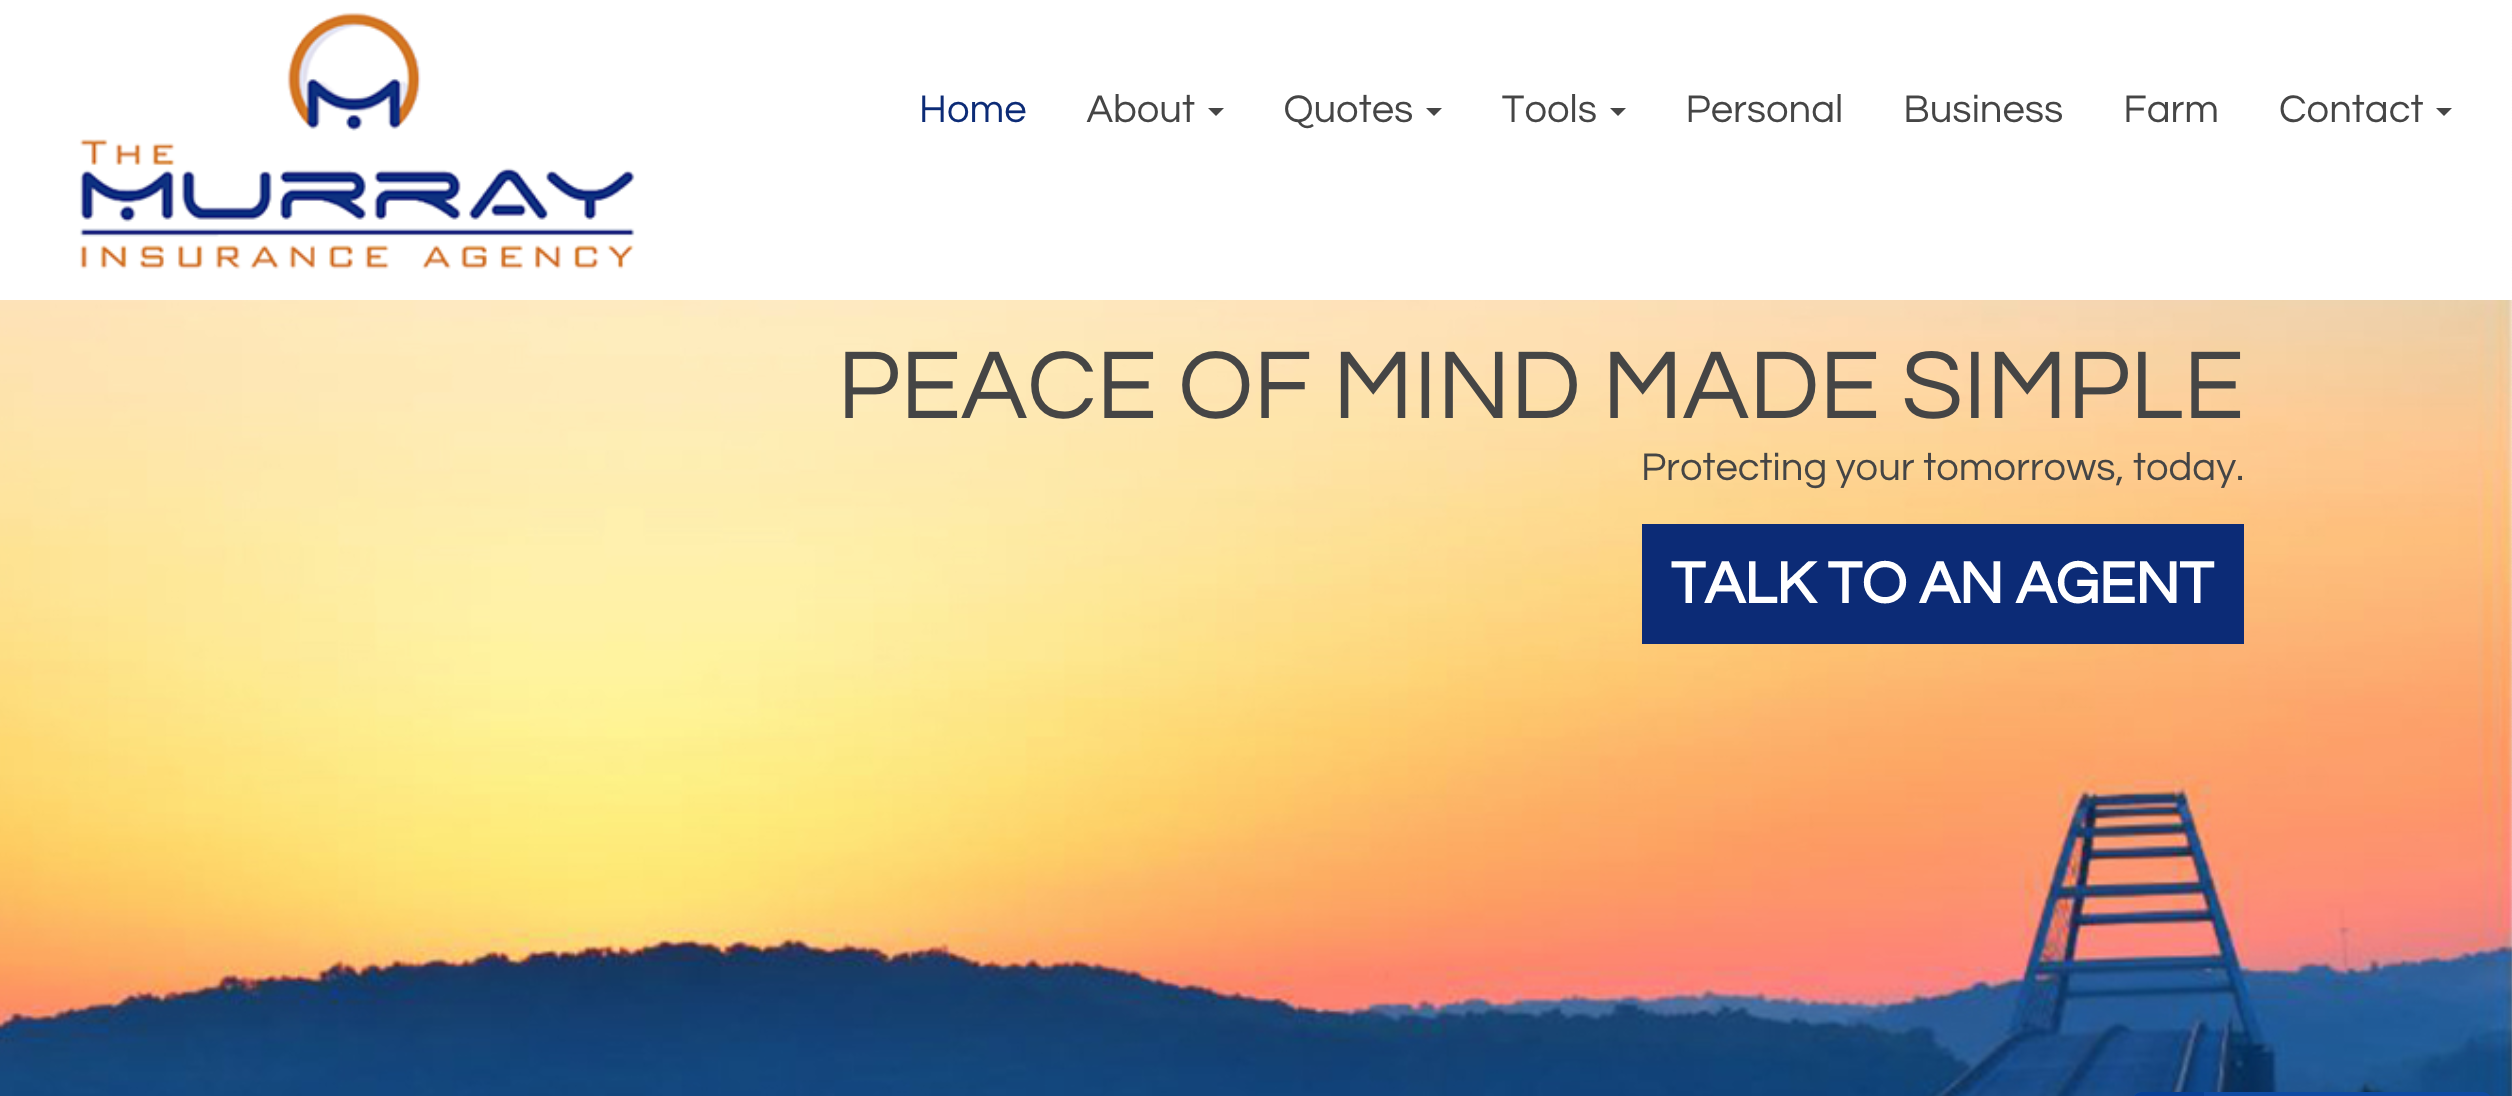 THE
MURRAY
INSURANCE AGENCY
Home About Quotes Tools Personal Business Farm Contact
PEACE OF MIND MADE SIMPLE
Protecting your tomorrows, today.
TALK TO AN AGENT